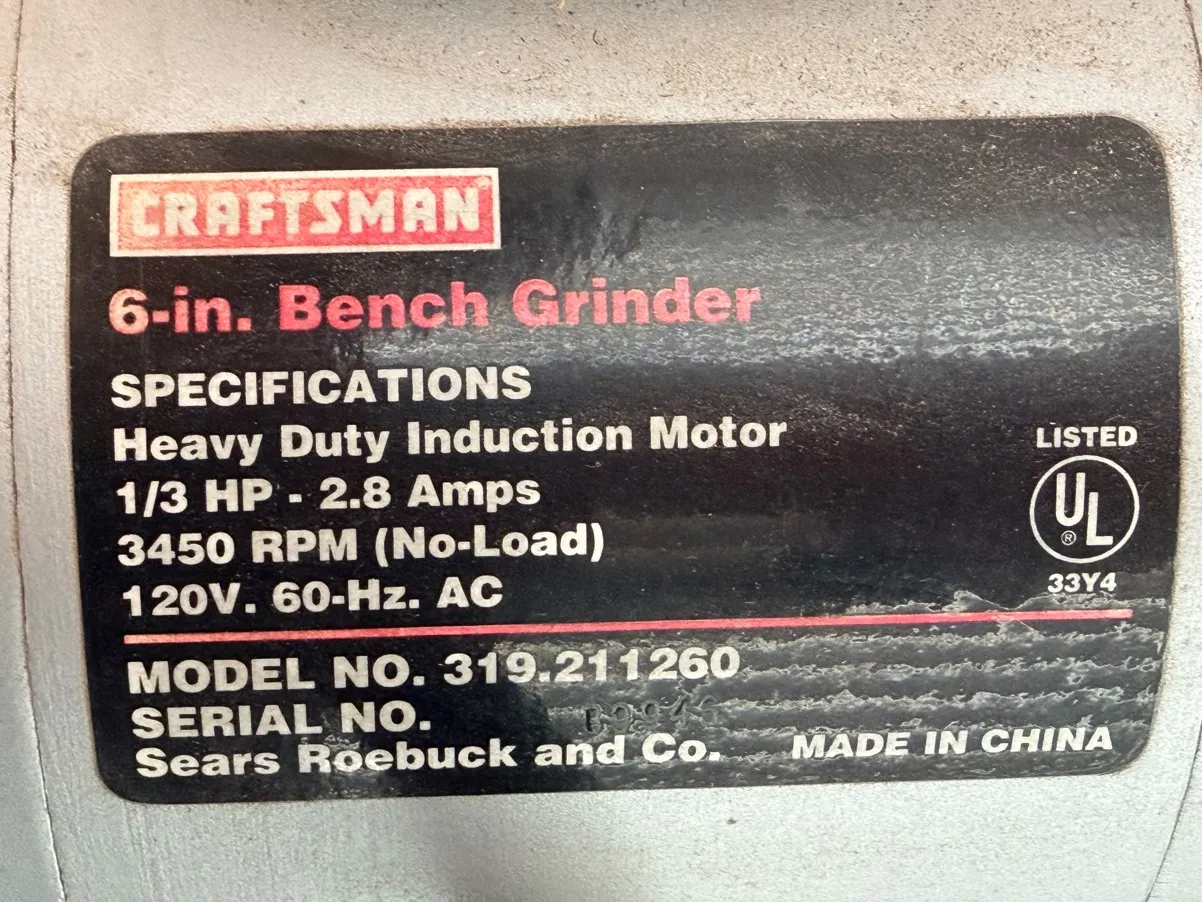 CRAFTSMAN®
6-in. Bench Grinder
SPECIFICATIONS
Heavy Duty Induction Motor
1/3 HP - 2.8 Amps
3450 RPM (No-Load)
120V. 60-Hz. AC
LISTED
UL
®
33Y4
MODEL NO. 319.211260
SERIAL NO.
Sears Roebuck and Co.
MADE IN CHINA